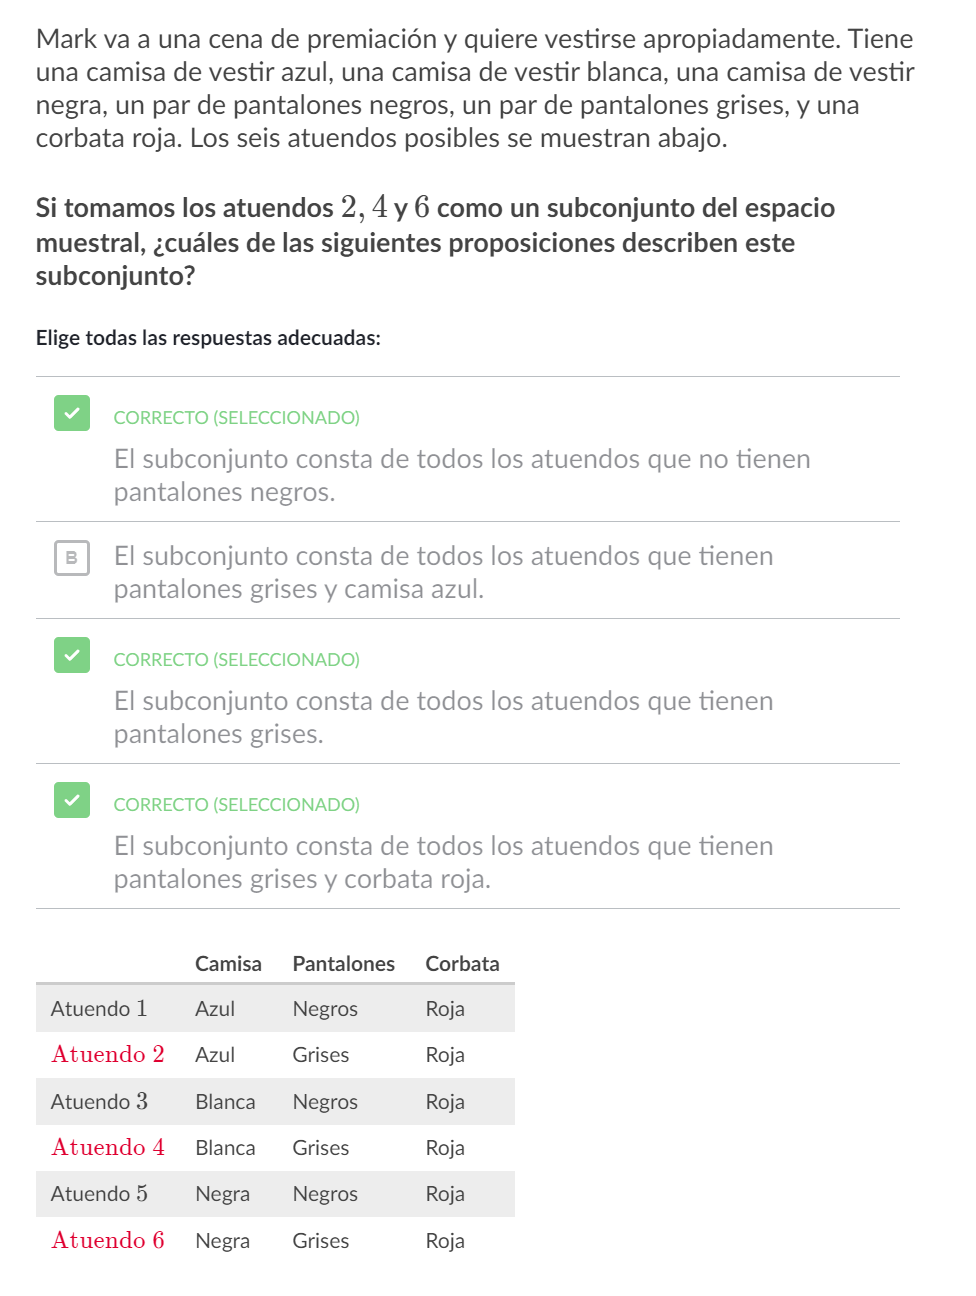 Mark va a una cena de premiación y quiere vestirse apropiadamente. Tiene
una camisa de vestir azul, una camisa de vestir blanca, una camisa de vestir
negra, un par de pantalones negros, un par de pantalones grises, y una
corbata roja. Los seis atuendos posibles se muestran abajo.
Si tomamos los atuendos 2, 4 y 6 como un subconjunto del espacio
muestral, ¿cuáles de las siguientes proposiciones describen este
subconjunto?
Elige todas las respuestas adecuadas:
CORRECTO (SELECCIONADO)
El subconjunto consta de todos los atuendos que no tienen
pantalones negros.
B El subconjunto consta de todos los atuendos que tienen
pantalones grises y camisa azul.
CORRECTO (SELECCIONADO)
El subconjunto consta de todos los atuendos que tienen
pantalones grises.
CORRECTO (SELECCIONADO)
El subconjunto consta de todos los atuendos que tienen
pantalones grises y corbata roja.
Camisa Pantalones Corbata
Atuendo 1 Azul Negros Roja
Atuendo 2 Azul Grises Roja
Atuendo 3 Blanca Negros Roja
Atuendo 4 Blanca Grises Roja
Atuendo 5 Negra Negros Roja
Atuendo 6 Negra Grises Roja